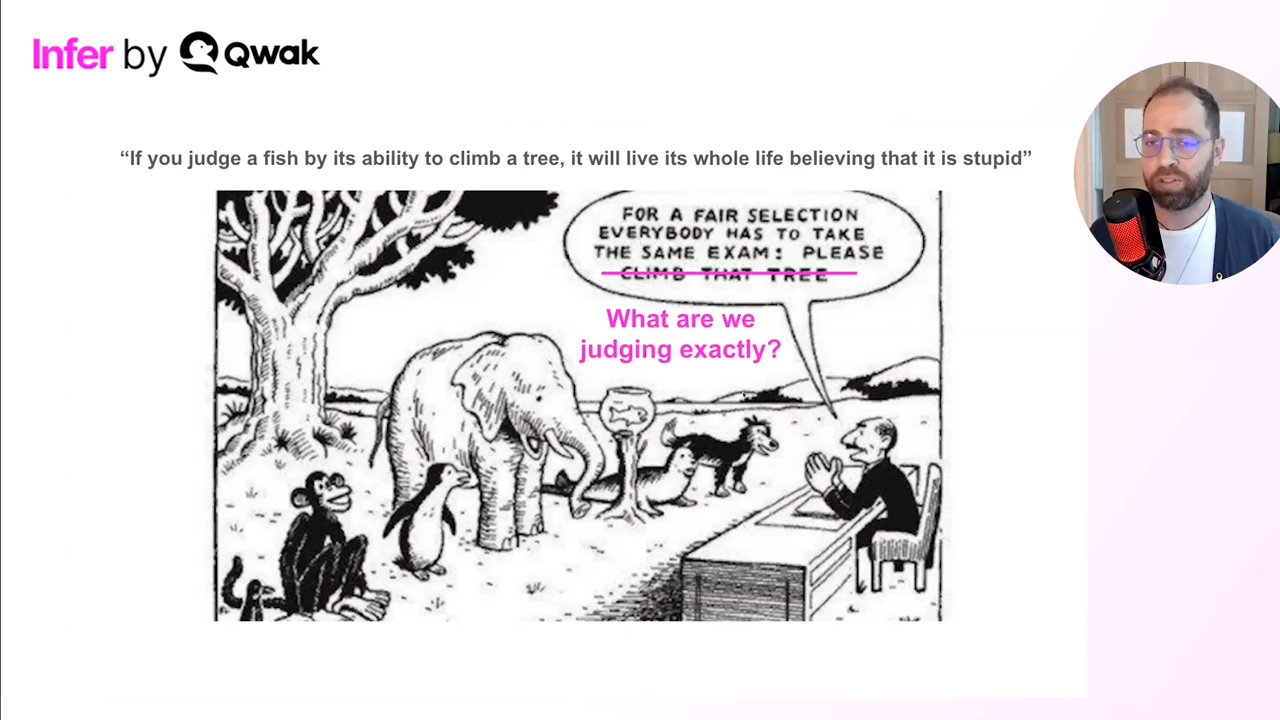 Infer by Qwak
“If you judge a fish by its ability to climb a tree, it will live its whole life believing that it is stupid”
FOR A FAIR SELECTION
EVERYBODY HAS TO TAKE
THE SAME EXAM: PLEASE
CLIMB THAT TREE
What are we
judging exactly?